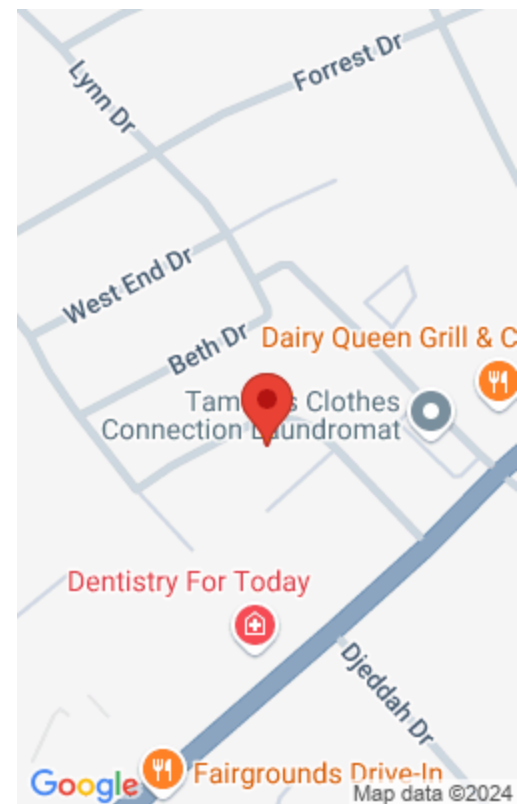 Forrest Dr
Lynn Dr
West End Dr
Beth Dr
Dairy Queen Grill & C
Clothes
Connection Laundromat
Dentistry For Today
Djeddah Dr
Fairgrounds Drive-In
Google
Map data ©2024